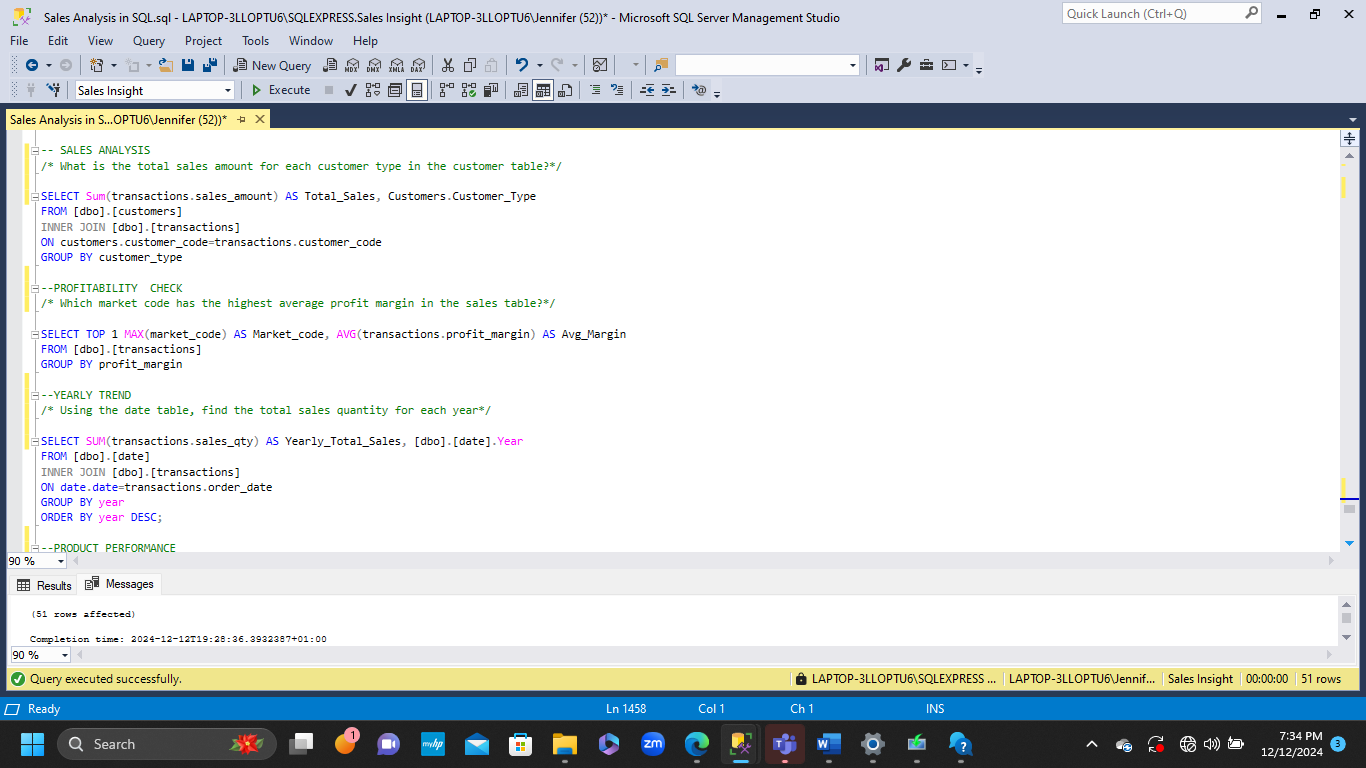 Sales Analysis in SQL.sql - LAPTOP-3LLOPTU6\SQLEXPRESS.Sales Insight (LAPTOP-3LLOPTU6\Jennifer (52))* - Microsoft SQL Server Management Studio
Quick Launch (Ctrl+Q)
File Edit View Query Project Tools Window Help
New Query MDX DMX XMLA DAX
Sales Insight Execute
Sales Analysis in S...OPTU6\Jennifer (52))*
-- SALES ANALYSIS
/* What is the total sales amount for each customer type in the customer table?*/
SELECT Sum(transactions.sales_amount) AS Total_Sales, Customers.Customer_Type
FROM [dbo].[customers]
INNER JOIN [dbo].[transactions]
ON customers.customer_code=transactions.customer_code
GROUP BY customer_type
--PROFITABILITY  CHECK
/* Which market code has the highest average profit margin in the sales table?*/
SELECT TOP 1 MAX(market_code) AS Market_code, AVG(transactions.profit_margin) AS Avg_Margin
FROM [dbo].[transactions]
GROUP BY profit_margin
--YEARLY TREND
/* Using the date table, find the total sales quantity for each year*/
SELECT SUM(transactions.sales_qty) AS Yearly_Total_Sales, [dbo].[date].Year
FROM [dbo].[date]
INNER JOIN [dbo].[transactions]
ON date.date=transactions.order_date
GROUP BY year
ORDER BY year DESC;
--PRODUCT PERFORMANCE
90 %
Results Messages
(51 rows affected)
Completion time: 2024-12-12T19:28:36.3932387+01:00
90 %
Query executed successfully. LAPTOP-3LLOPTU6\SQLEXPRESS ... LAPTOP-3LLOPTU6\Jennif... Sales Insight 00:00:00 51 rows
Ready Ln 1458 Col 1 Ch 1 INS
Search 1 myhp zm 7:34 PM
12/12/2024 3